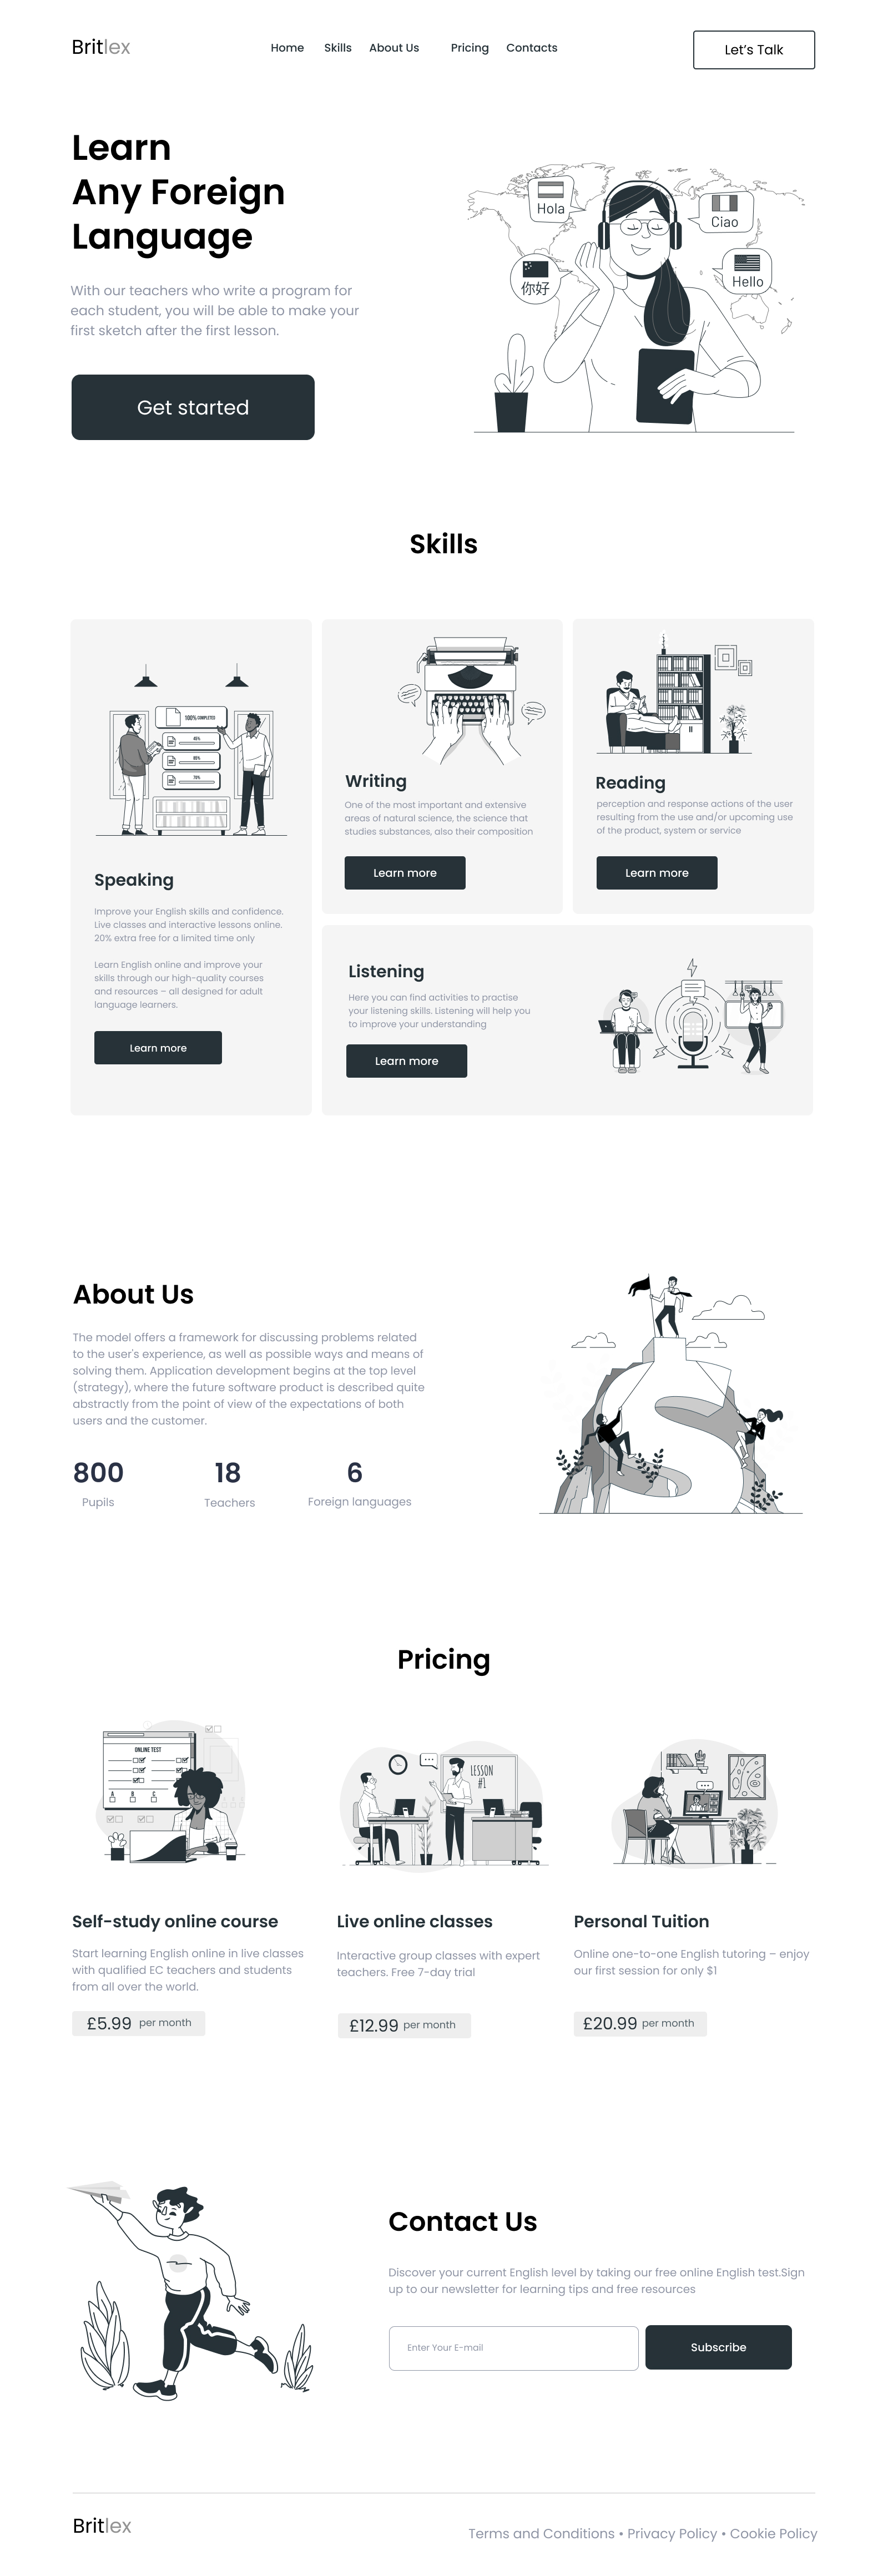 Britlex
Home Skills About Us Pricing Contacts
Let’s Talk
Learn
Any Foreign
Language
With our teachers who write a program for
each student, you will be able to make your
first sketch after the first lesson.
Get started
Hola
Ciao
你好
Hello
Skills
100% COMPLETED
45%
85%
70%
Speaking
Improve your English skills and confidence.
Live classes and interactive lessons online.
20% extra free for a limited time only
Learn English online and improve your
skills through our high-quality courses
and resources – all designed for adult
language learners.
Learn more
Writing
One of the most important and extensive
areas of natural science, the science that
studies substances, also their composition
Learn more
Reading
perception and response actions of the user
resulting from the use and/or upcoming use
of the product, system or service
Learn more
Listening
Here you can find activities to practise
your listening skills. Listening will help you
to improve your understanding
Learn more
About Us
The model offers a framework for discussing problems related
to the user's experience, as well as possible ways and means of
solving them. Application development begins at the top level
(strategy), where the future software product is described quite
abstractly from the point of view of the expectations of both
users and the customer.
800 18 6
Pupils Teachers Foreign languages
Pricing
ONLINE TEST
A B C
LESSON
#1
Self-study online course
Start learning English online in live classes
with qualified EC teachers and students
from all over the world.
£5.99 per month
Live online classes
Interactive group classes with expert
teachers. Free 7-day trial
£12.99 per month
Personal Tuition
Online one-to-one English tutoring – enjoy
our first session for only $1
£20.99 per month
Contact Us
Discover your current English level by taking our free online English test.Sign
up to our newsletter for learning tips and free resources
Enter Your E-mail
Subscribe
Britlex
Terms and Conditions • Privacy Policy • Cookie Policy